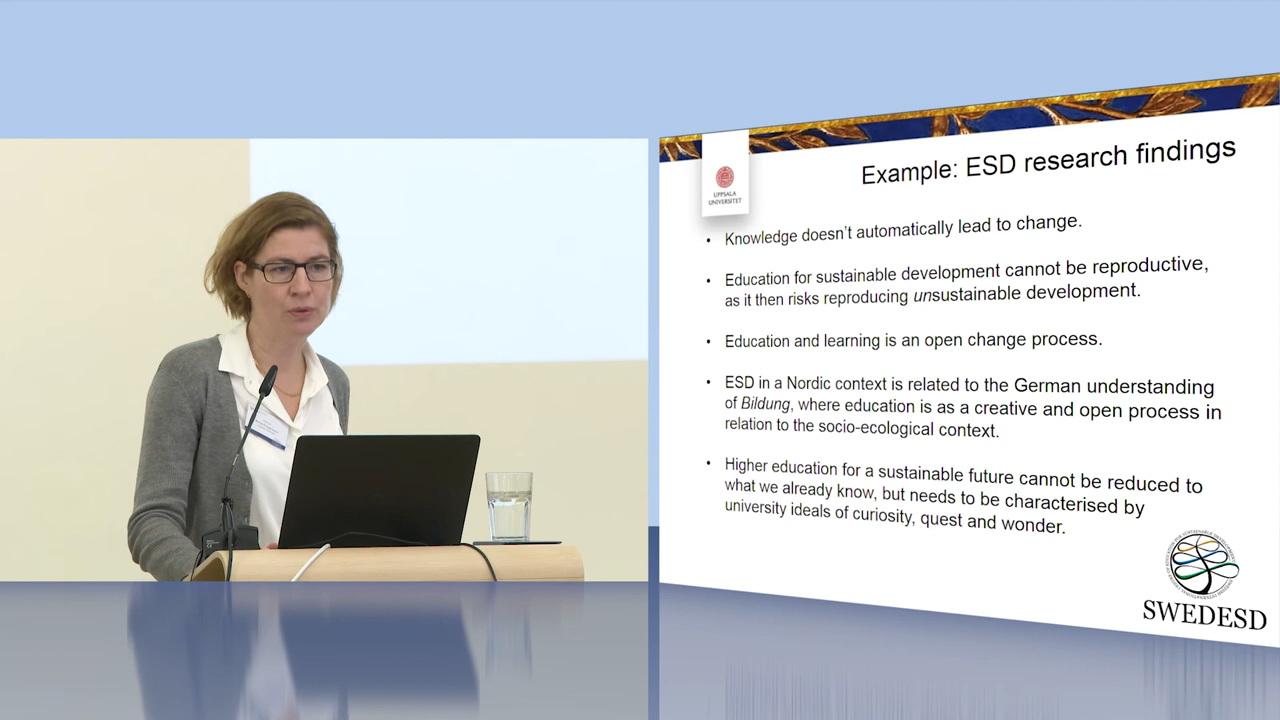 UPPSALA
UNIVERSITET
Example: ESD research findings
• Knowledge doesn't automatically lead to change.
• Education for sustainable development cannot be reproductive,
as it then risks reproducing unsustainable development.
• Education and learning is an open change process.
• ESD in a Nordic context is related to the German understanding
of Bildung, where education is as a creative and open process in
relation to the socio-ecological context.
• Higher education for a sustainable future cannot be reduced to
what we already know, but needs to be characterised by
university ideals of curiosity, quest and wonder.
SWEDESD